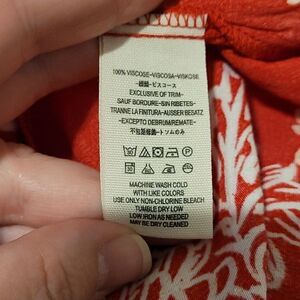 100% VISCOSE-VISCOSA-VISKOSE
ビスコース
EXCLUSIVE OF TRIM-
SAUF BORDURE-SIN RIBETES-
TRANNE LA FINITURA-AUSSER BESATZ
-EXCEPTO DEBRUM/REMATE-
トリムのみ
MACHINE WASH COLD
WITH LIKE COLORS
USE ONLY NON-CHLORINE BLEACH
TUMBLE DRY LOW
LOW IRON AS NEEDED
MAY BE DRY CLEANED